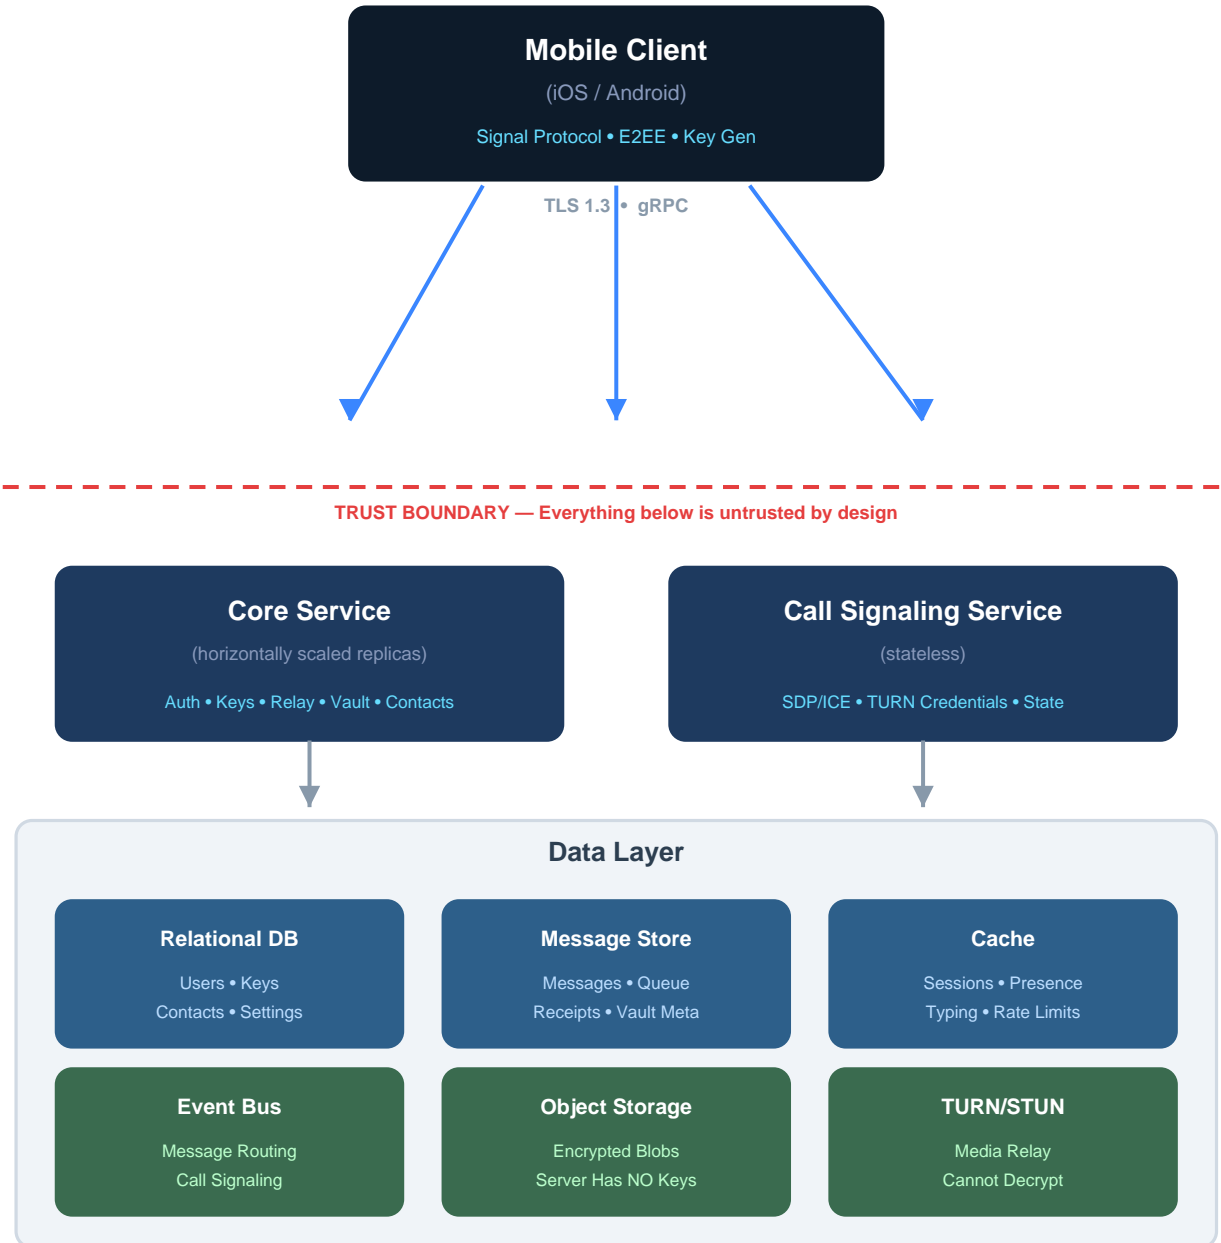 Mobile Client
(iOS / Android)
Signal Protocol • E2EE • Key Gen
TLS 1.3 • gRPC
TRUST BOUNDARY — Everything below is untrusted by design
Core Service
(horizontally scaled replicas)
Auth • Keys • Relay • Vault • Contacts
Call Signaling Service
(stateless)
SDP/ICE • TURN Credentials • State
Data Layer
Relational DB
Users • Keys
Contacts • Settings
Message Store
Messages • Queue
Receipts • Vault Meta
Cache
Sessions • Presence
Typing • Rate Limits
Event Bus
Message Routing
Call Signaling
Object Storage
Encrypted Blobs
Server Has NO Keys
TURN/STUN
Media Relay
Cannot Decrypt